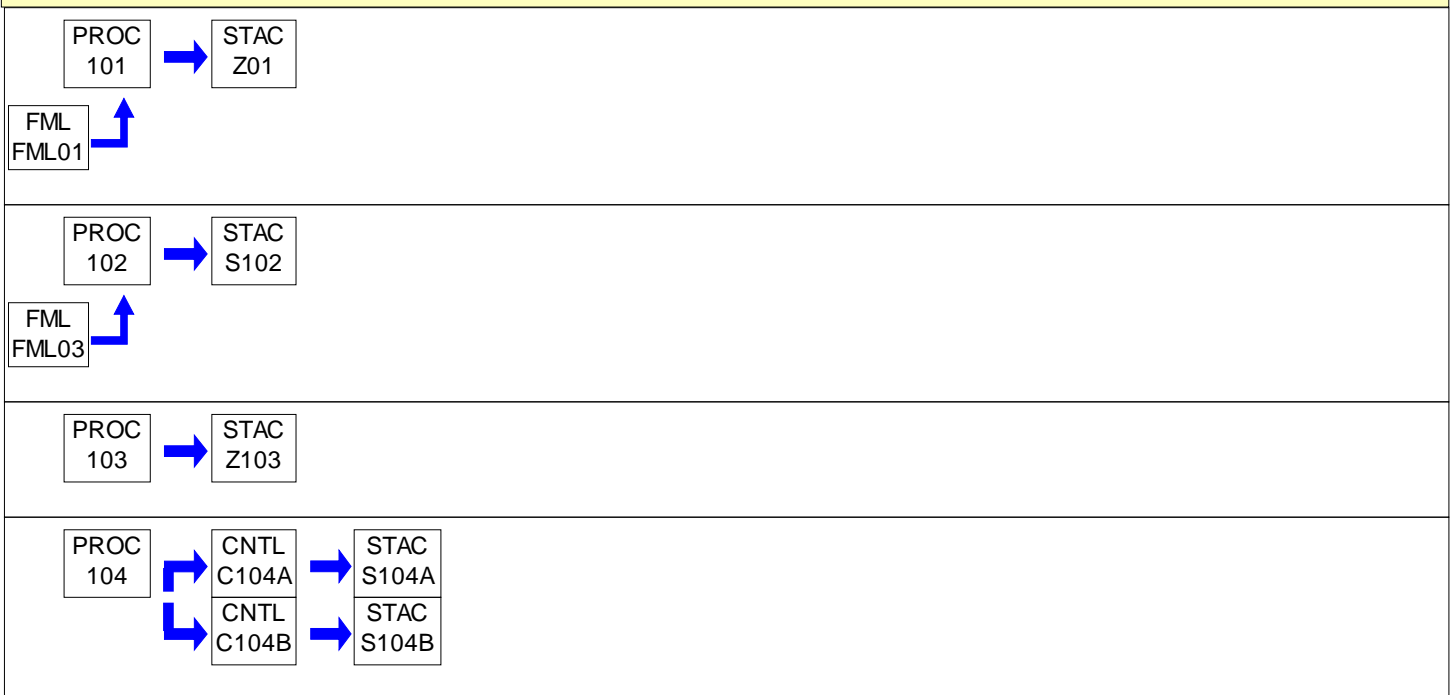 PROC
101
STAC
Z01
FML
FML01
PROC
102
STAC
S102
FML
FML03
PROC
103
STAC
Z103
PROC
104
CNTL
C104A
STAC
S104A
CNTL
C104B
STAC
S104B